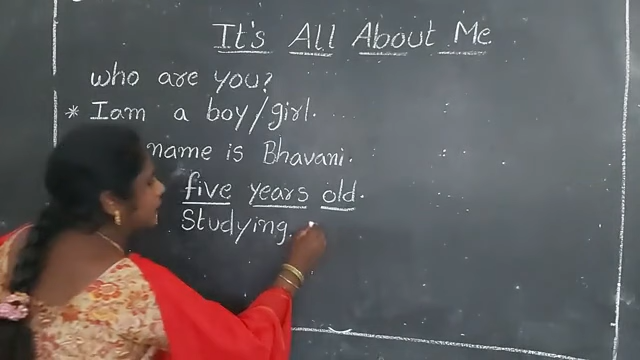 It's All About Me
who are you?
* I am a boy/girl.
name is Bhavani.
five years old.
Studying